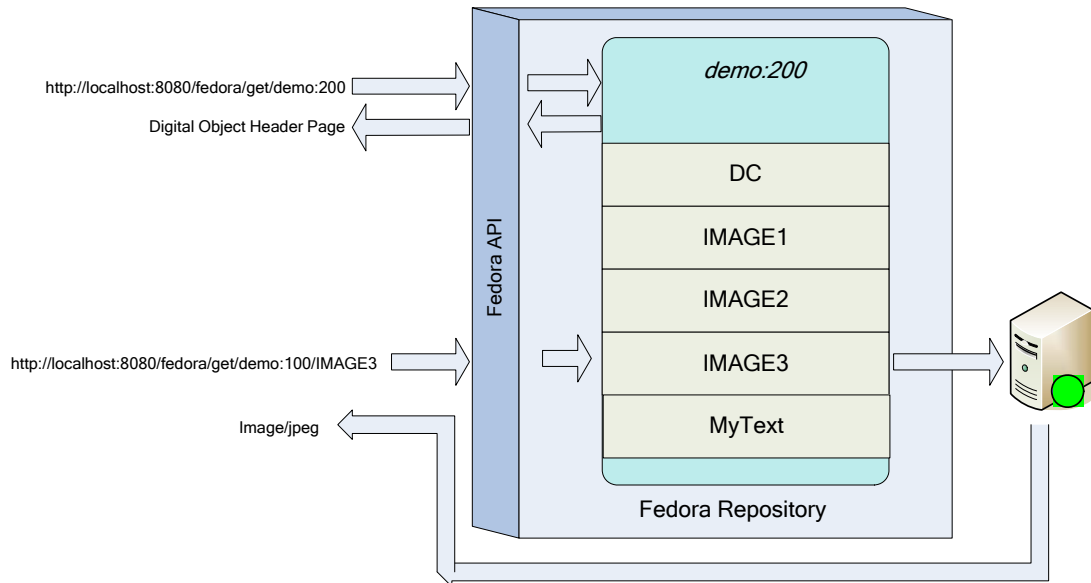 http://localhost:8080/fedora/get/demo:200
Digital Object Header Page
demo:200
DC
IMAGE1
IMAGE2
IMAGE3
MyText
Fedora API
http://localhost:8080/fedora/get/demo:100/IMAGE3
Image/jpeg
Fedora Repository